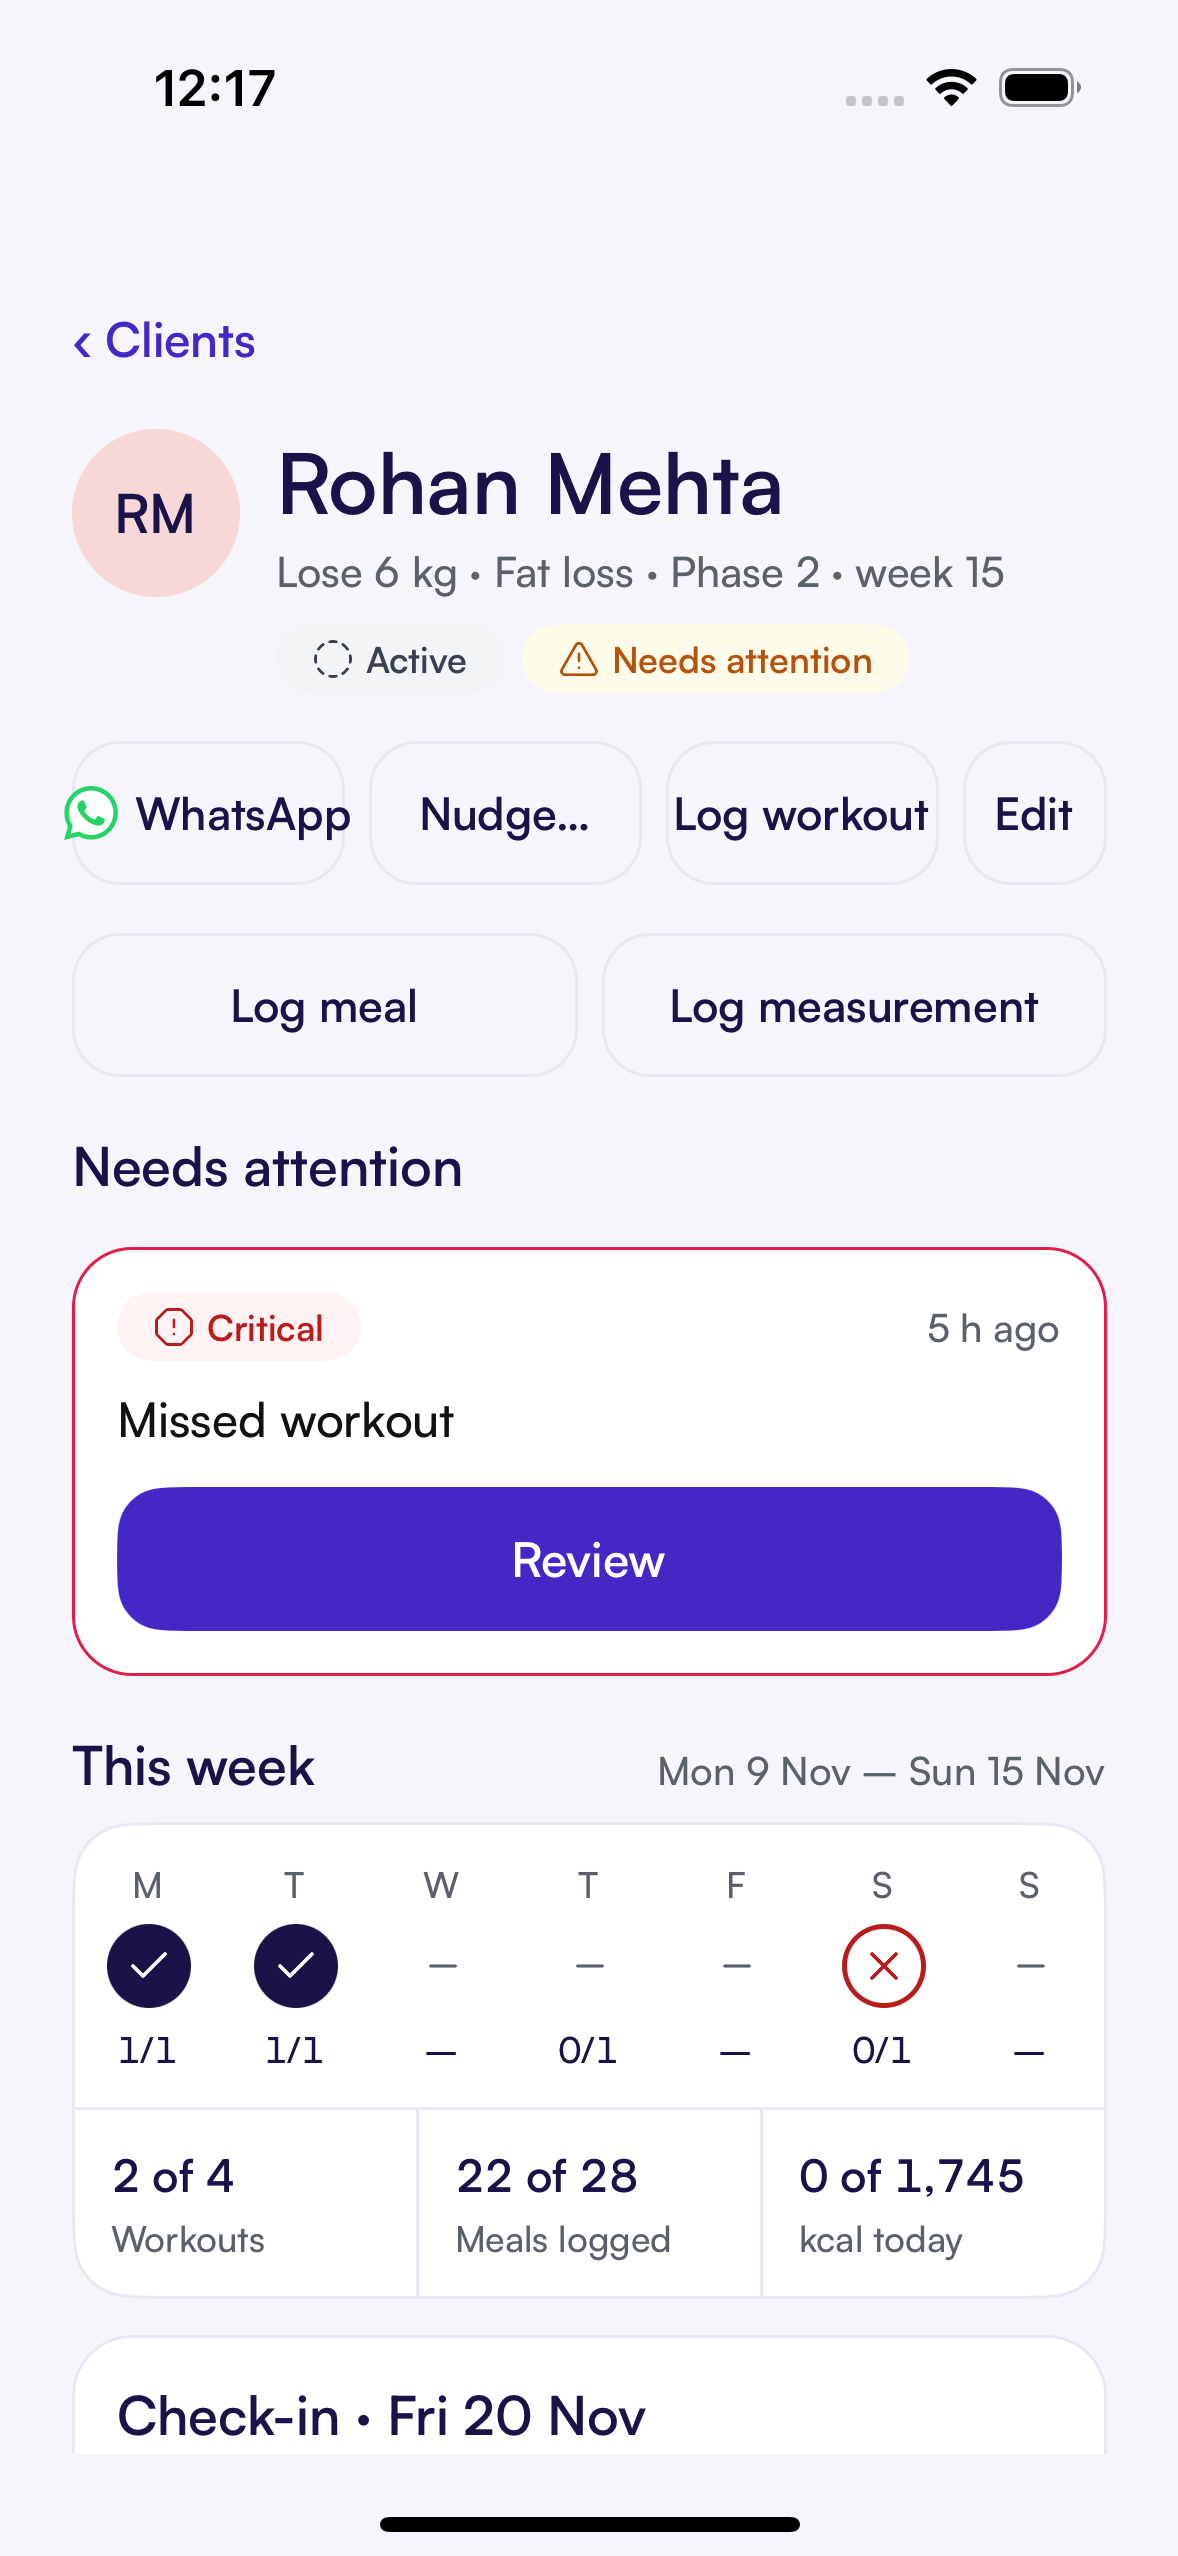 12:17
‹ Clients
RM
Rohan Mehta
Lose 6 kg · Fat loss · Phase 2 · week 15
Active
Needs attention
WhatsApp
Nudge...
Log workout
Edit
Log meal
Log measurement
Needs attention
Critical
5 h ago
Missed workout
Review
This week
Mon 9 Nov — Sun 15 Nov
M T W T F S S
— — — —
1/1 1/1 — 0/1 — 0/1 —
2 of 4
Workouts
22 of 28
Meals logged
0 of 1,745
kcal today
Check-in · Fri 20 Nov